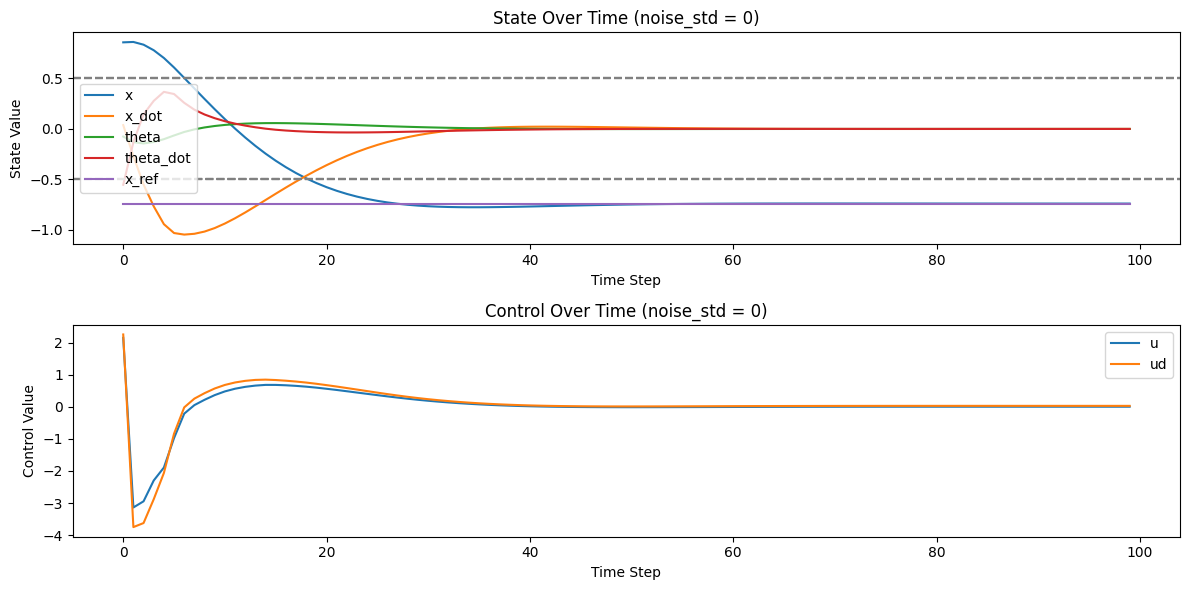 State Over Time (noise_std = 0)
State Value
0.5
0.0
−0.5
−1.0
x
x_dot
theta
theta_dot
x_ref
0 20 40 60 80 100
Time Step
Control Over Time (noise_std = 0)
Control Value
2
1
0
−1
−2
−3
−4
u
ud
0 20 40 60 80 100
Time Step